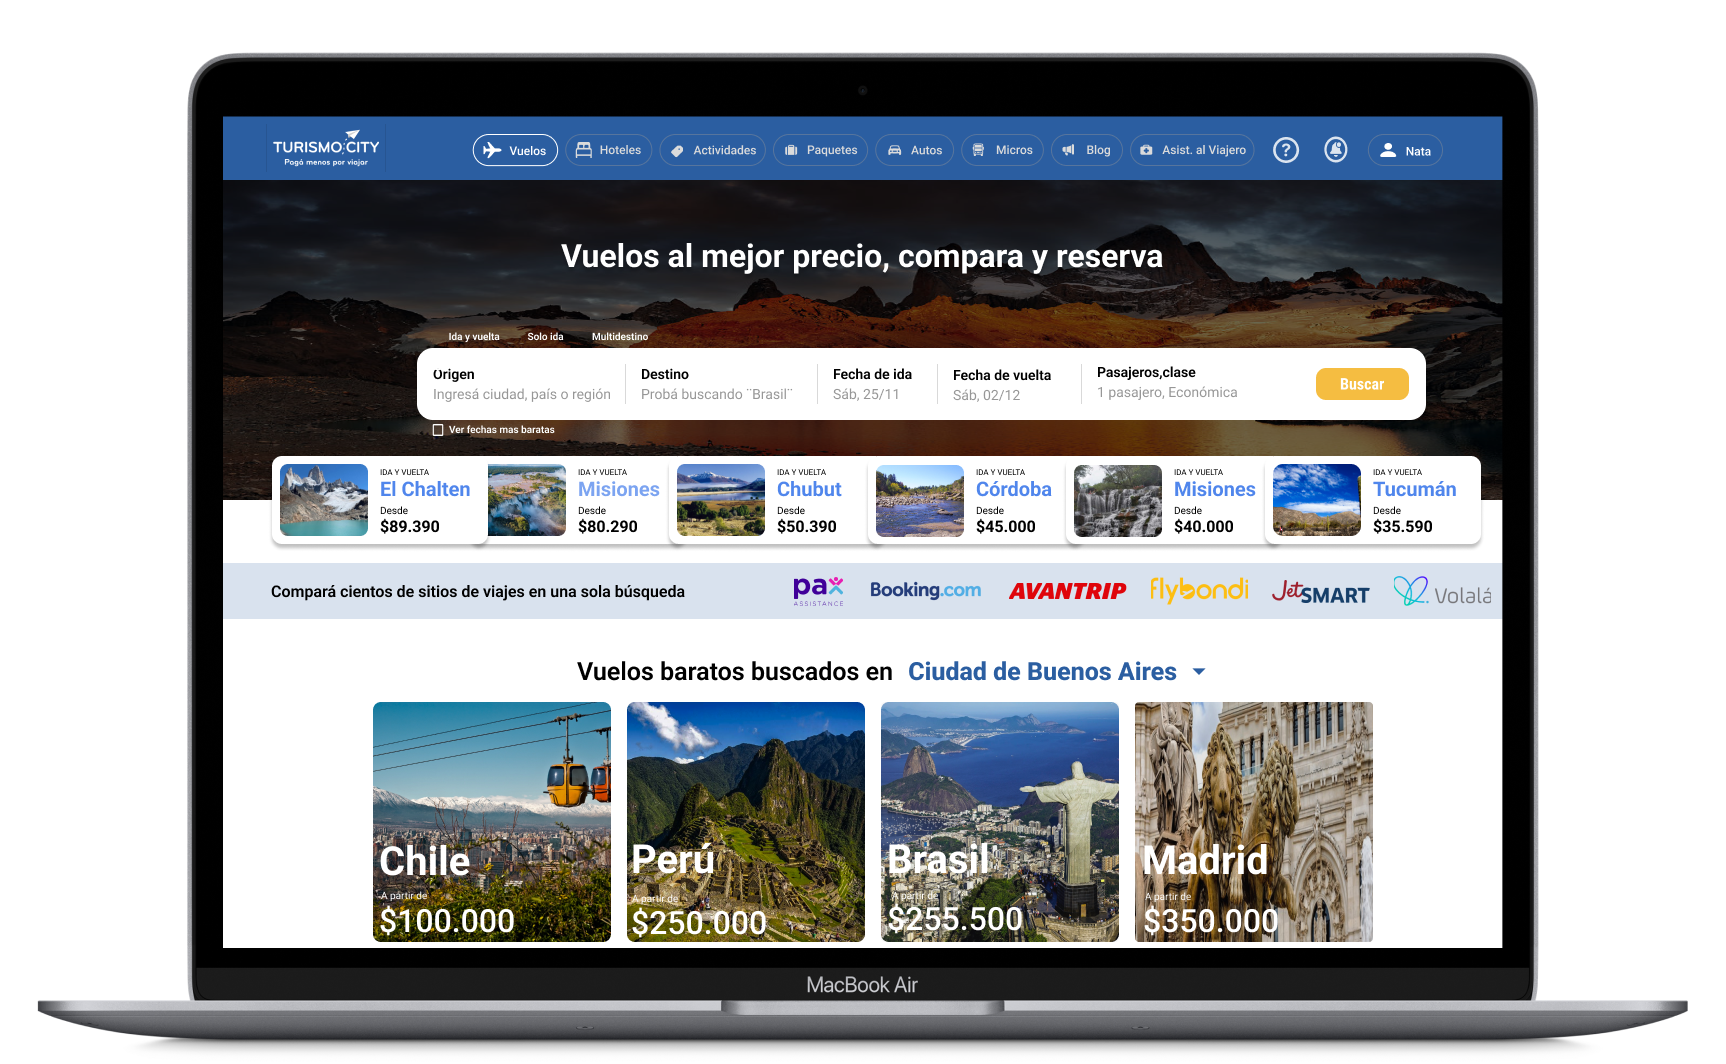 TURISMOCITY
Pagá menos por viajar
Vuelos
Hoteles
Actividades
Paquetes
Autos
Micros
Blog
Asist. al Viajero
?
Nata
Vuelos al mejor precio, compara y reserva
Ida y vuelta
Solo ida
Multidestino
Origen
Ingresá ciudad, país o región
Destino
Probá buscando ¨Brasil¨
Fecha de ida
Sáb, 25/11
Fecha de vuelta
Sáb, 02/12
Pasajeros,clase
1 pasajero, Económica
Buscar
Ver fechas mas baratas
IDA Y VUELTA
El Chalten
Desde
$89.390
IDA Y VUELTA
Misiones
Desde
$80.290
IDA Y VUELTA
Chubut
Desde
$50.390
IDA Y VUELTA
Córdoba
Desde
$45.000
IDA Y VUELTA
Misiones
Desde
$40.000
IDA Y VUELTA
Tucumán
Desde
$35.590
Compará cientos de sitios de viajes en una sola búsqueda
pax
ASSISTANCE
Booking.com
AVANTRIP
flybondi
JetSMART
Volalá
Vuelos baratos buscados en Ciudad de Buenos Aires
Chile
A partir de
$100.000
Perú
A partir de
$250.000
Brasil'
A partir de
$255.500
Madrid
A partir de
$350.000
MacBook Air